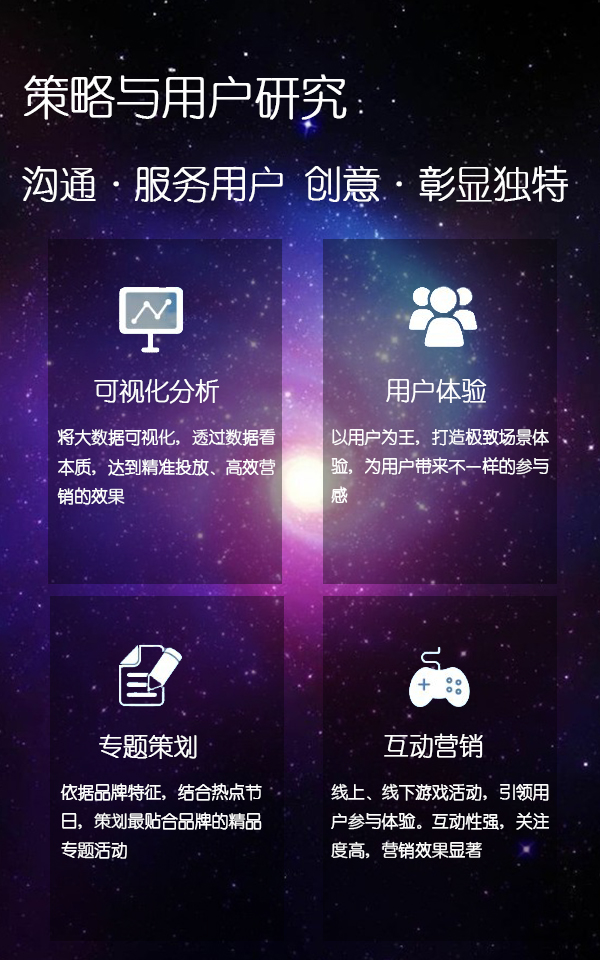 策略与用户研究
沟通·服务用户 创意·彰显独特
可视化分析
将大数据可视化，透过数据看
本质，达到精准投放、高效营
销的效果
用户体验
以用户为王，打造极致场景体
验，为用户带来不一样的参与
感
专题策划
依据品牌特征，结合热点节
日，策划最贴合品牌的精品
专题活动
互动营销
线上、线下游戏活动，引领用
户参与体验。互动性强，关注
度高，营销效果显著